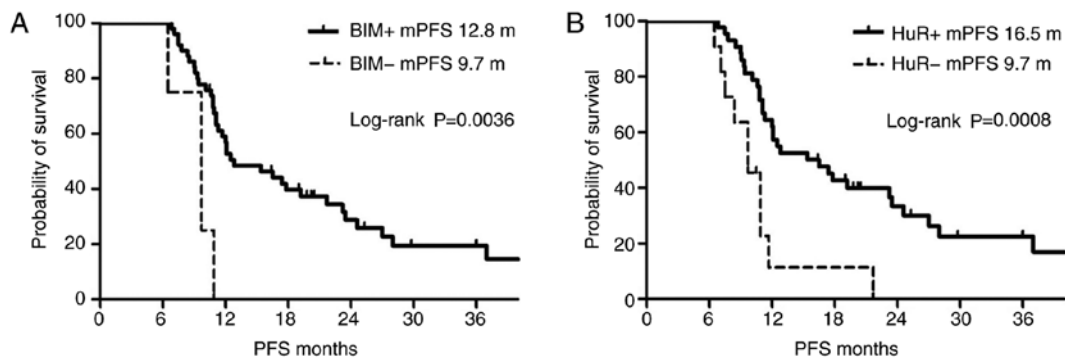 A
Probability of survival
100
80
60
40
20
0
0 6 12 18 24 30 36
PFS months
BIM+ mPFS 12.8 m
BIM− mPFS 9.7 m
Log-rank P=0.0036
B
Probability of survival
100
80
60
40
20
0
0 6 12 18 24 30 36
PFS months
HuR+ mPFS 16.5 m
HuR− mPFS 9.7 m
Log-rank P=0.0008